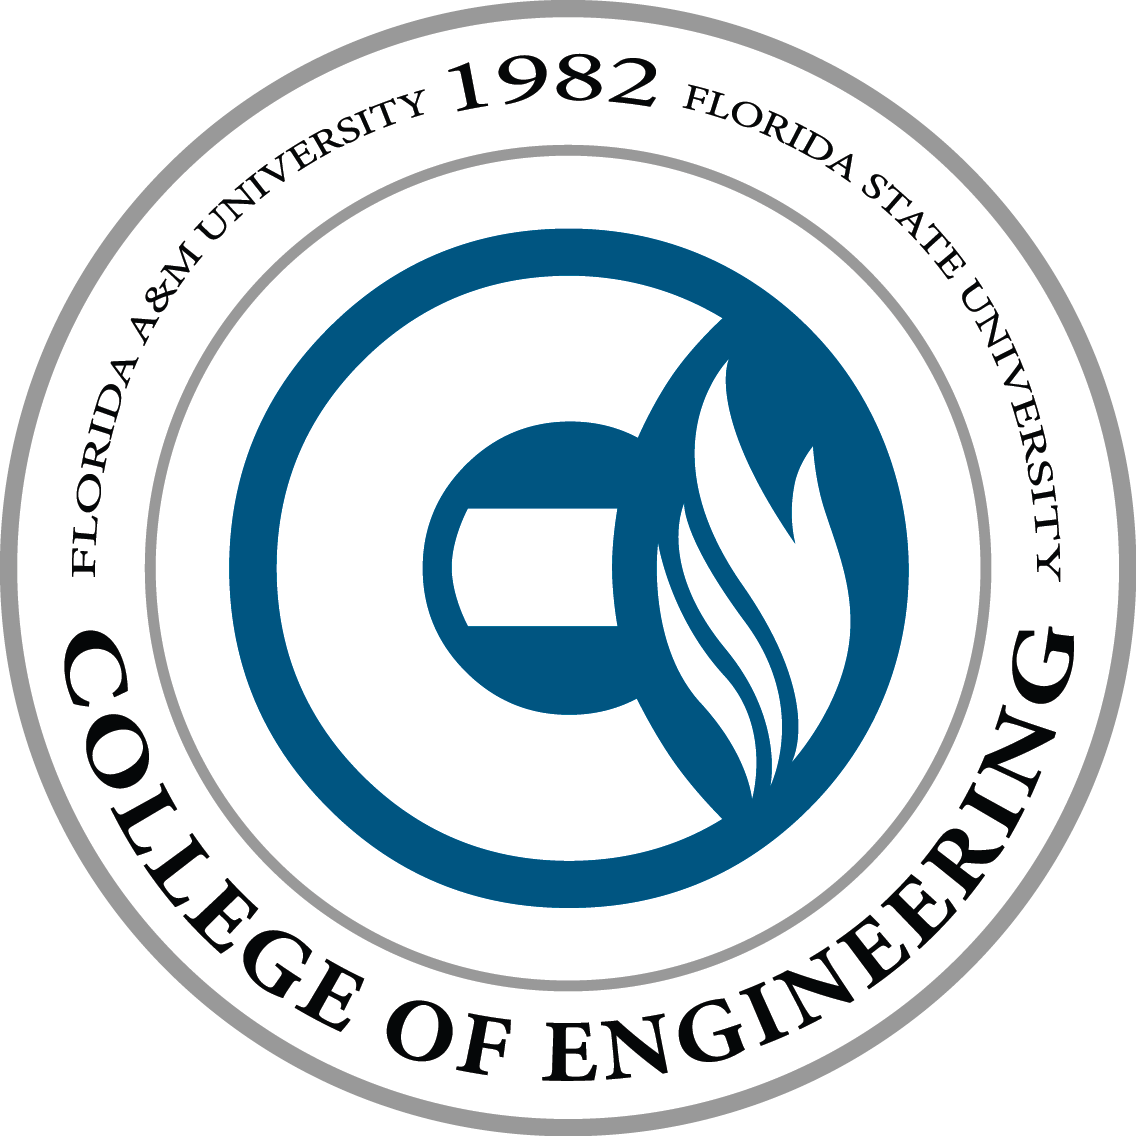 FLORIDA A&M UNIVERSITY 1982 FLORIDA STATE UNIVERSITY
COLLEGE OF ENGINEERING